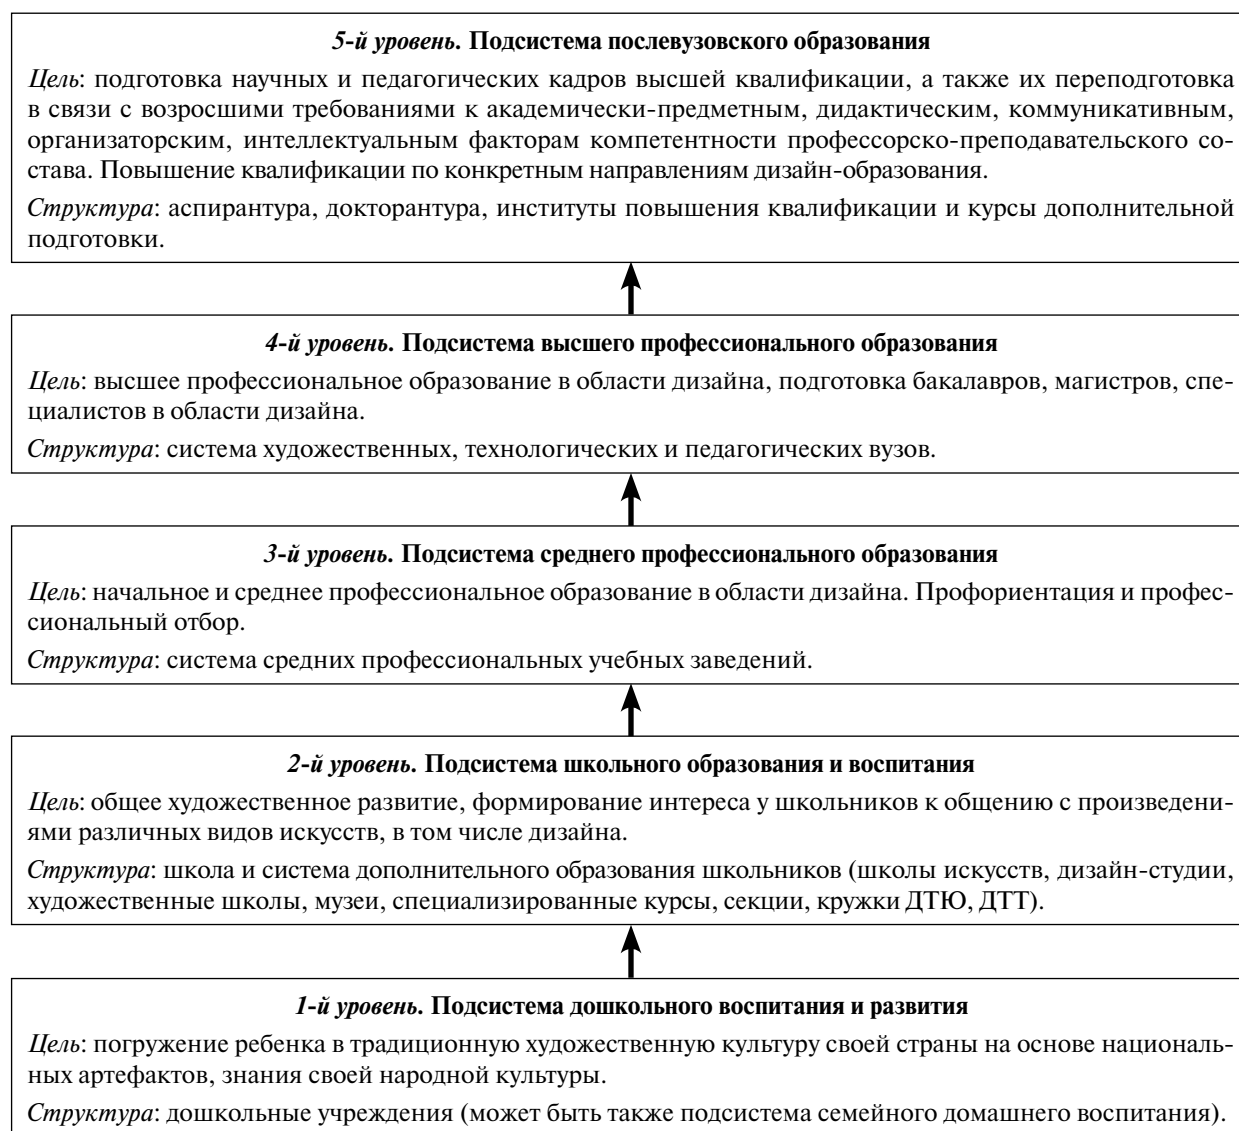 5-й уровень. Подсистема послевузовского образования
Цель: подготовка научных и педагогических кадров высшей квалификации, а также их переподготовка
в связи с возросшими требованиями к академически-предметным, дидактическим, коммуникативным,
организаторским, интеллектуальным факторам компетентности профессорско-преподавательского со-
става. Повышение квалификации по конкретным направлениям дизайн-образования.
Структура: аспирантура, докторантура, институты повышения квалификации и курсы дополнительной
подготовки.
4-й уровень. Подсистема высшего профессионального образования
Цель: высшее профессиональное образование в области дизайна, подготовка бакалавров, магистров, спе-
циалистов в области дизайна.
Структура: система художественных, технологических и педагогических вузов.
3-й уровень. Подсистема среднего профессионального образования
Цель: начальное и среднее профессиональное образование в области дизайна. Профориентация и профес-
сиональный отбор.
Структура: система средних профессиональных учебных заведений.
2-й уровень. Подсистема школьного образования и воспитания
Цель: общее художественное развитие, формирование интереса у школьников к общению с произведени-
ями различных видов искусств, в том числе дизайна.
Структура: школа и система дополнительного образования школьников (школы искусств, дизайн-студии,
художественные школы, музеи, специализированные курсы, секции, кружки ДТЮ, ДТТ).
1-й уровень. Подсистема дошкольного воспитания и развития
Цель: погружение ребенка в традиционную художественную культуру своей страны на основе националь-
ных артефактов, знания своей народной культуры.
Структура: дошкольные учреждения (может быть также подсистема семейного домашнего воспитания).